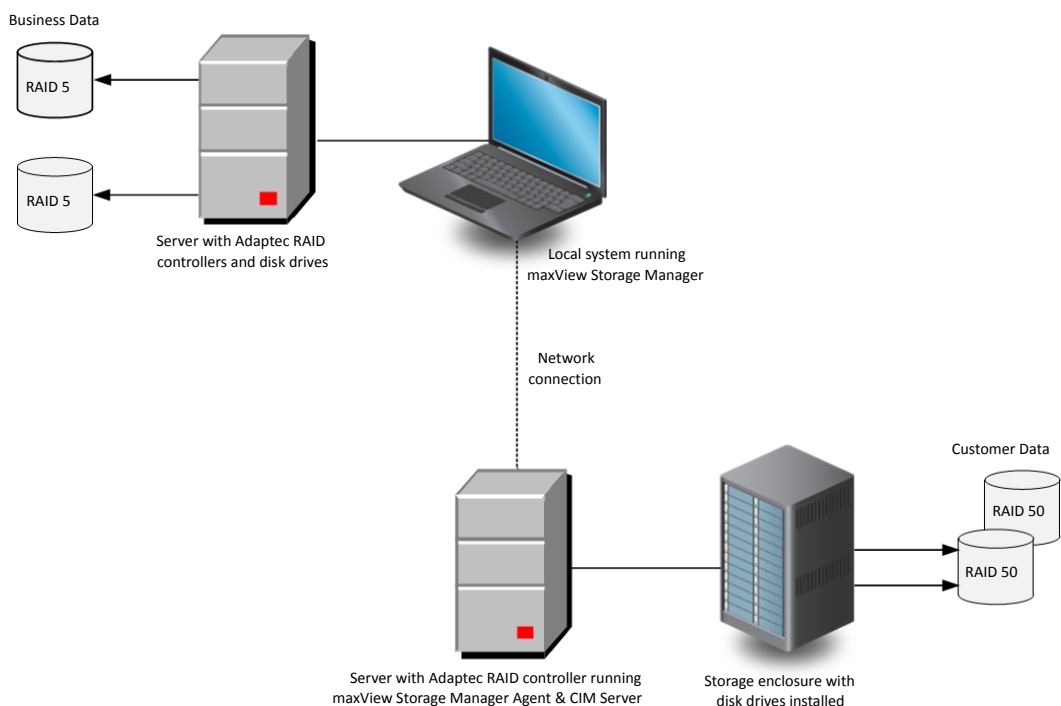 Business Data
RAID 5
RAID 5
Server with Adaptec RAID
controllers and disk drives
Local system running
maxView Storage Manager
Network
connection
Customer Data
RAID 50
RAID 50
Server with Adaptec RAID controller running
maxView Storage Manager Agent & CIM Server
Storage enclosure with
disk drives installed